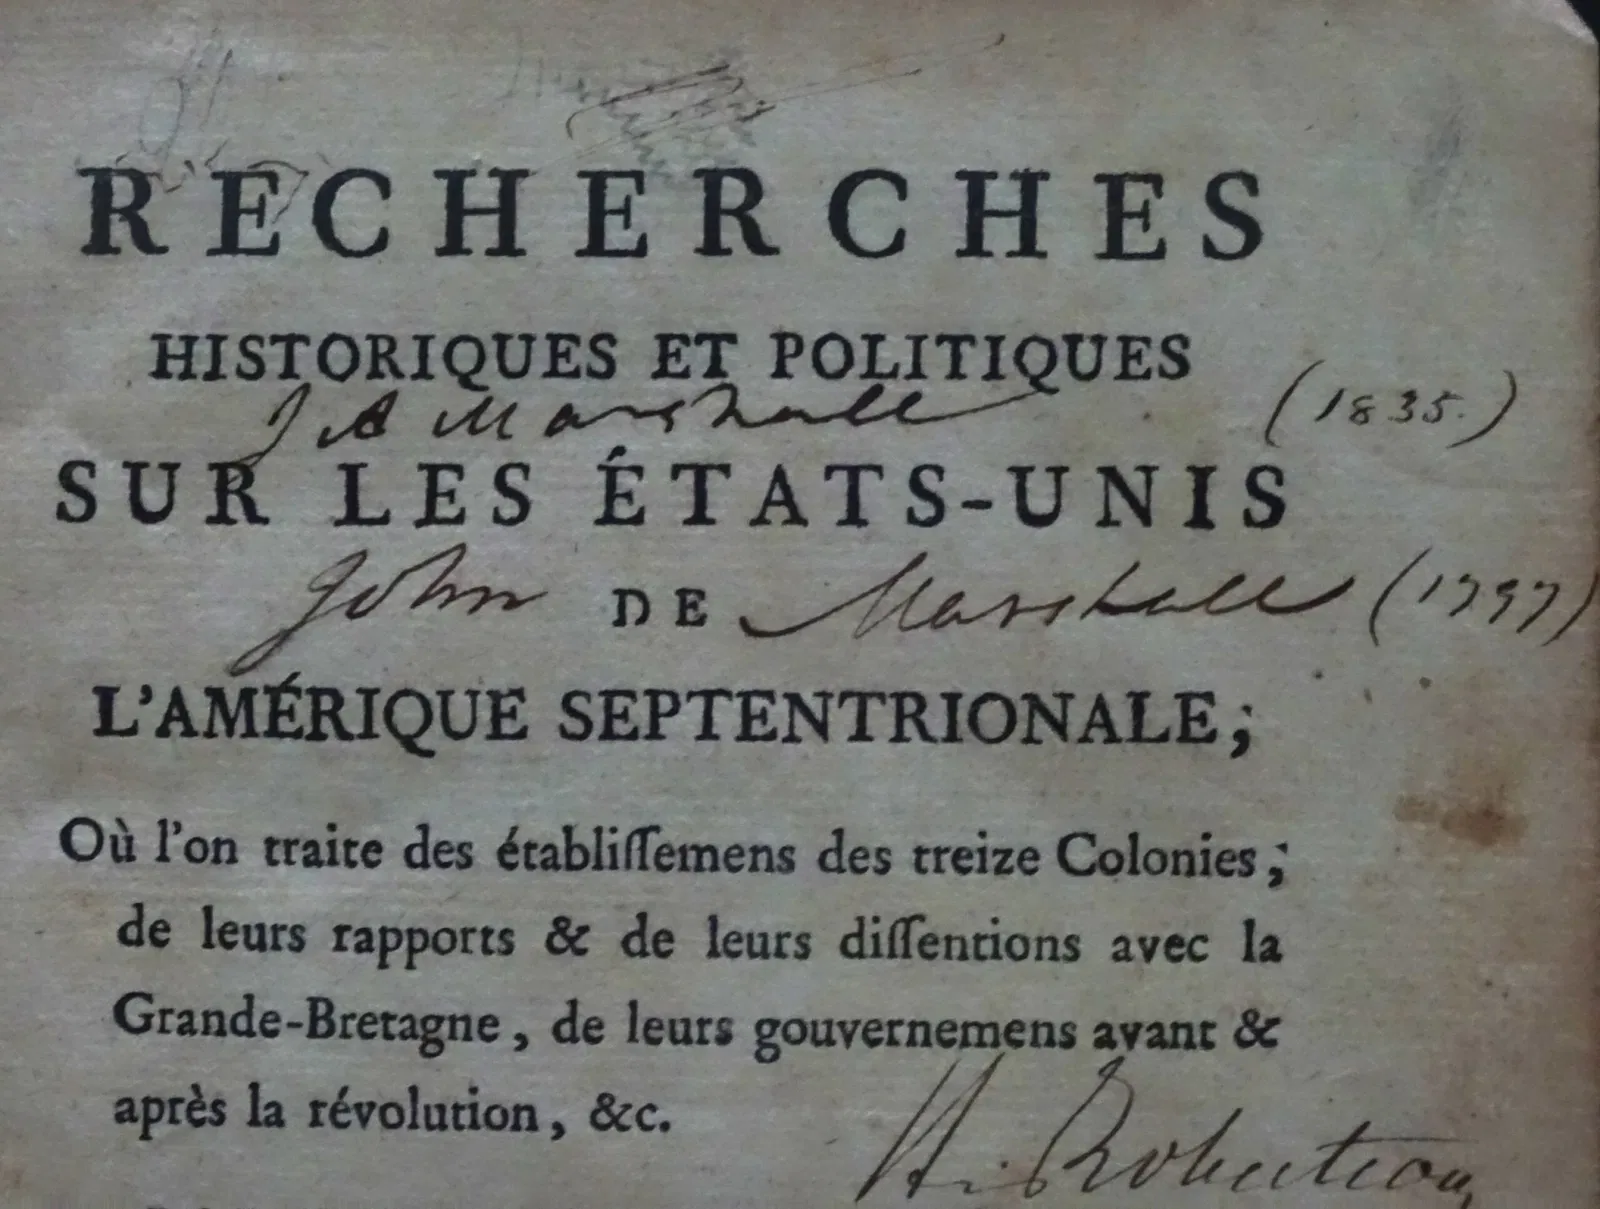 RECHERCHES
HISTORIQUES ET POLITIQUES
J A Marshall (1835.)
SUR LES ÉTATS-UNIS
John DE Marshall (1797)
L'AMÉRIQUE SEPTENTRIONALE;
Où l'on traite des établiſſemens des treize Colonies;
de leurs rapports & de leurs diſſentions avec la
Grande-Bretagne, de leurs gouvernemens avant &
après la révolution, &c.
Robertson